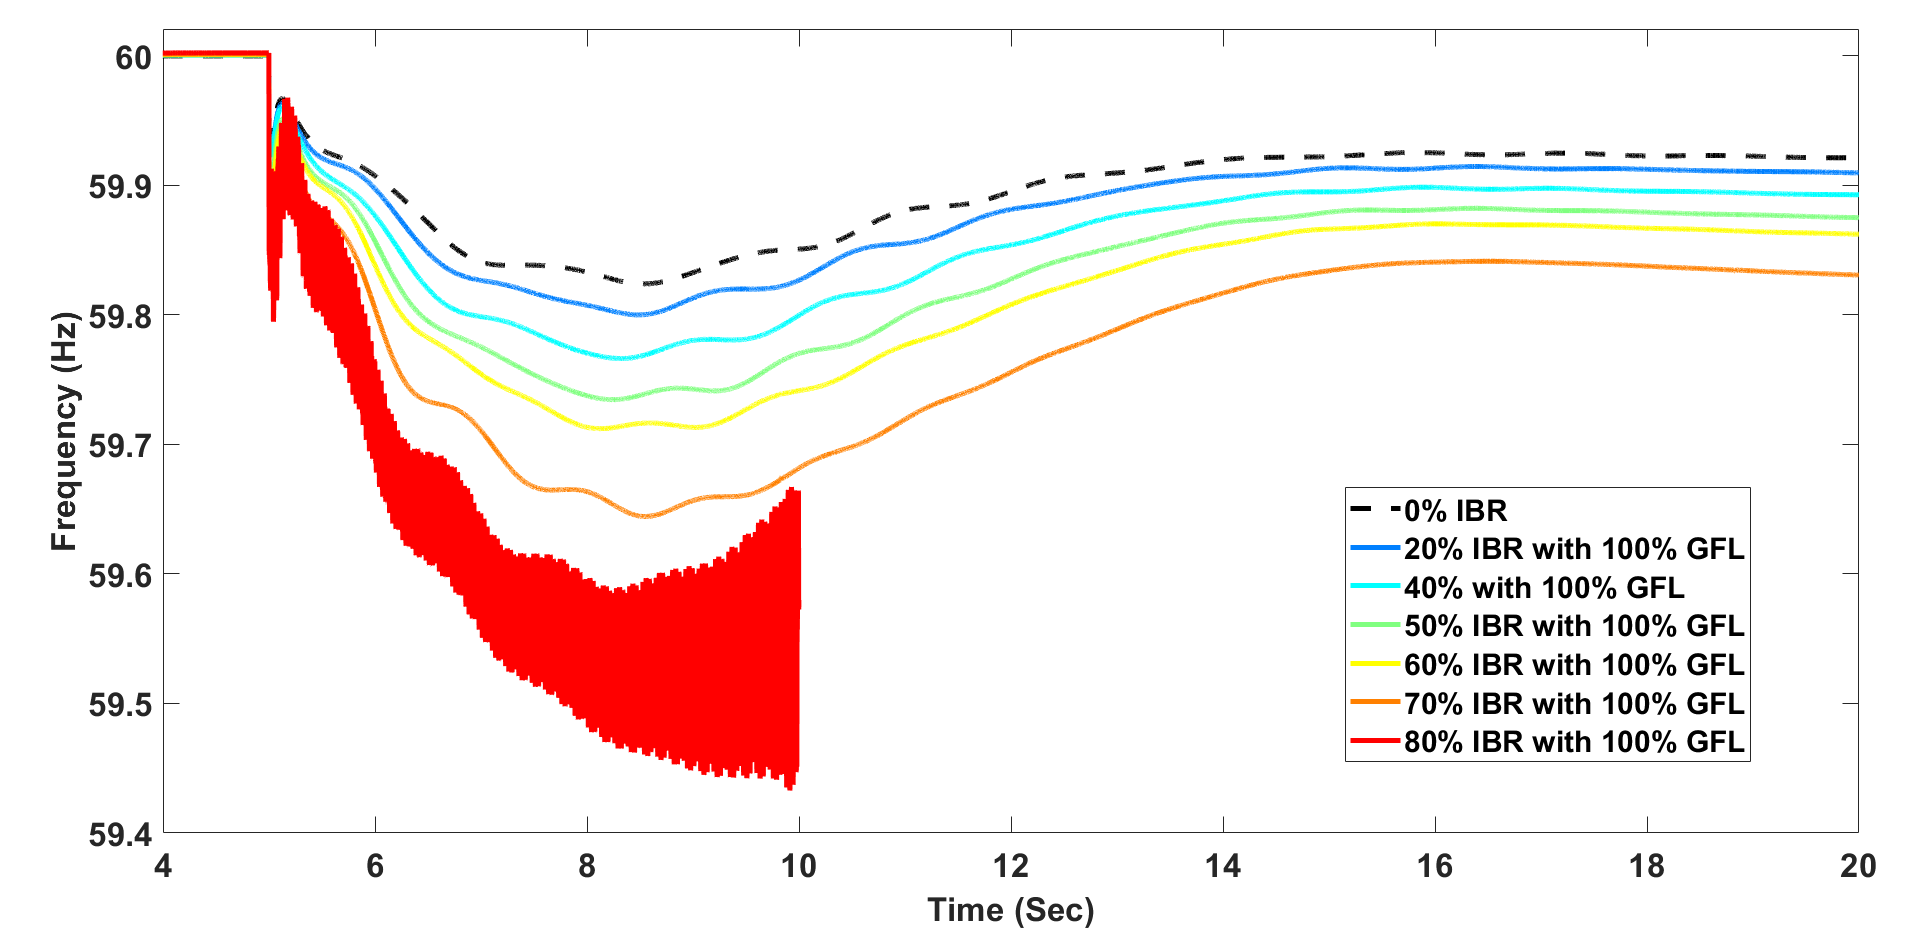 60
59.9
59.8
59.7
59.6
59.5
59.4
Frequency (Hz)
4 6 8 10 12 14 16 18 20
Time (Sec)
0% IBR
20% IBR with 100% GFL
40% with 100% GFL
50% IBR with 100% GFL
60% IBR with 100% GFL
70% IBR with 100% GFL
80% IBR with 100% GFL